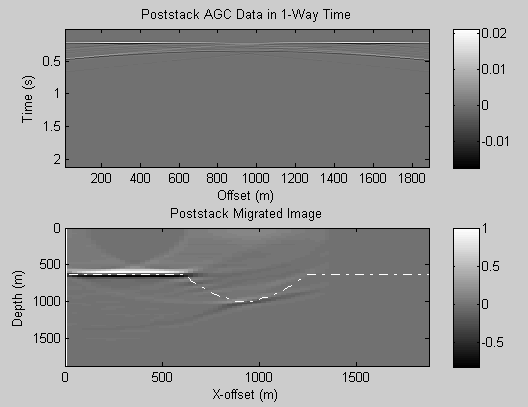 Poststack AGC Data in 1-Way Time
Time (s)
0.5
1
1.5
2
200 400 600 800 1000 1200 1400 1600 1800
Offset (m)
0.02
0.01
0
-0.01
Poststack Migrated Image
Depth (m)
0
500
1000
1500
0 500 1000 1500
X-offset (m)
1
0.5
0
-0.5